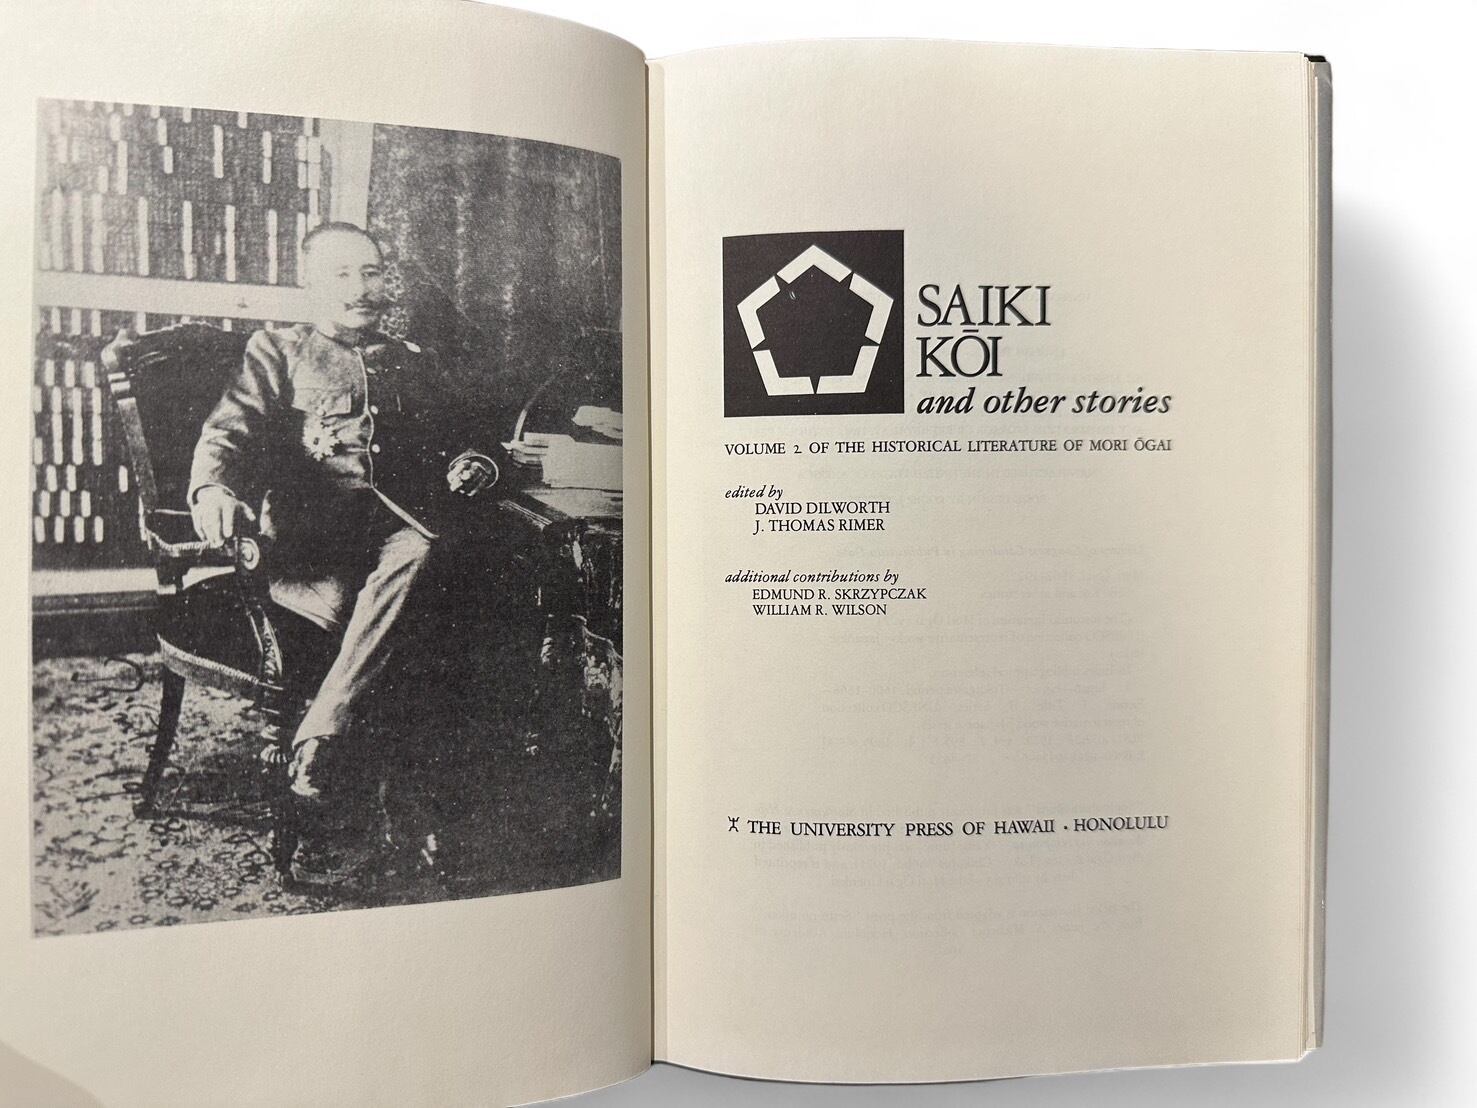 SAIKI
KŌI
and other stories
VOLUME 2 OF THE HISTORICAL LITERATURE OF MORI ŌGAI
edited by
DAVID DILWORTH
J. THOMAS RIMER
additional contributions by
EDMUND R. SKRZYPCZAK
WILLIAM R. WILSON
THE UNIVERSITY PRESS OF HAWAII · HONOLULU